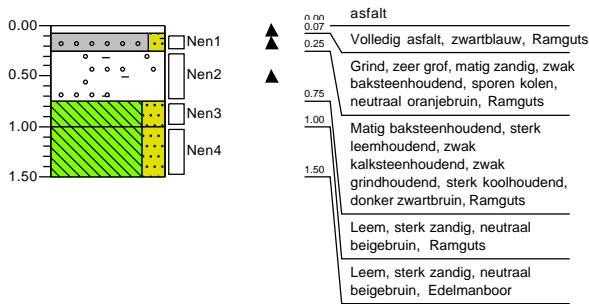 0.00
0.50
1.00
1.50
Nen1
Nen2
Nen3
Nen4
0.00
0.07
0.25
0.75
1.00
1.50
asfalt
Volledig asfalt, zwartblauw, Ramguts
Grind, zeer grof, matig zandig, zwak
baksteenhoudend, sporen kolen,
neutraal oranjebruin, Ramguts
Matig baksteenhoudend, sterk
leemhoudend, zwak
kalksteenhoudend, zwak
grindhoudend, sterk koolhoudend,
donker zwartbruin, Ramguts
Leem, sterk zandig, neutraal
beigebruin, Ramguts
Leem, sterk zandig, neutraal
beigebruin, Edelmanboor